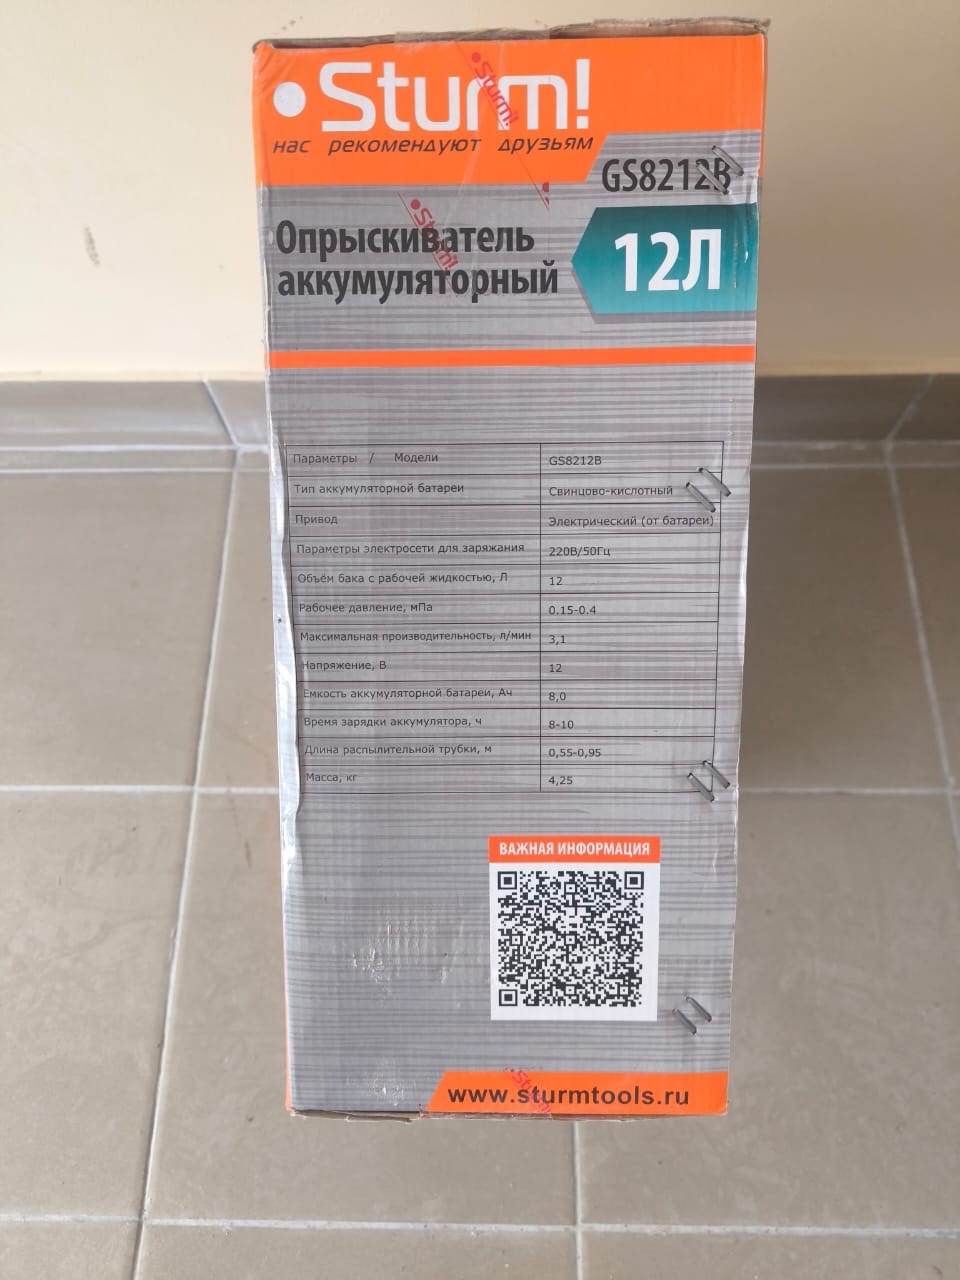 Sturm!
нас рекомендуют друзьям
GS8212B
Опрыскиватель
аккумуляторный
12Л
Параметры / Модели GS8212B
Тип аккумуляторной батареи Свинцово-кислотный
Привод Электрический (от батареи)
Параметры электросети для заряжания 220В/50Гц
Объём бака с рабочей жидкостью, Л 12
Рабочее давление, мПа 0.15-0.4
Максимальная производительность, л/мин 3,1
Напряжение, В 12
Емкость аккумуляторной батареи, Ач 8,0
Время зарядки аккумулятора, ч 8-10
Длина распылительной трубки, м 0,55-0,95
Масса, кг 4,25
ВАЖНАЯ ИНФОРМАЦИЯ
www.sturmtools.ru
Sturm!
Sturm!
Sturm!